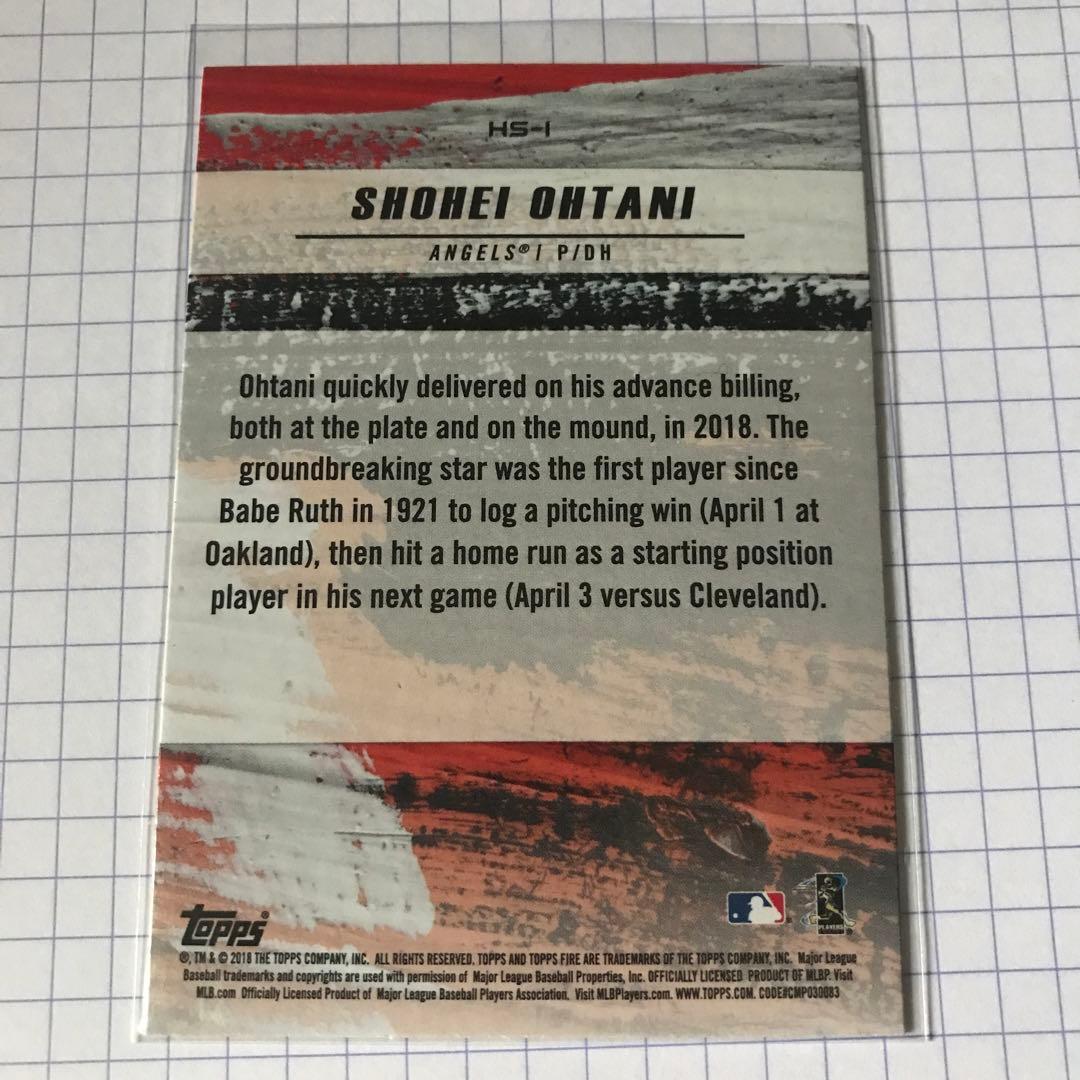 HS-1
SHOHEI OHTANI
ANGELS® | P/DH
Ohtani quickly delivered on his advance billing,
both at the plate and on the mound, in 2018. The
groundbreaking star was the first player since
Babe Ruth in 1921 to log a pitching win (April 1 at
Oakland), then hit a home run as a starting position
player in his next game (April 3 versus Cleveland).
PLAYERS
topps®
®, TM & © 2018 THE TOPPS COMPANY, INC. ALL RIGHTS RESERVED. TOPPS AND TOPPS FIRE ARE TRADEMARKS OF THE TOPPS COMPANY, INC. Major League
Baseball trademarks and copyrights are used with permission of Major League Baseball Properties, Inc. OFFICIALLY LICENSED PRODUCT OF MLBP. Visit
MLB.com Officially Licensed Product of Major League Baseball Players Association. Visit MLBPlayers.com. WWW.TOPPS.COM. CODE#CMP030083